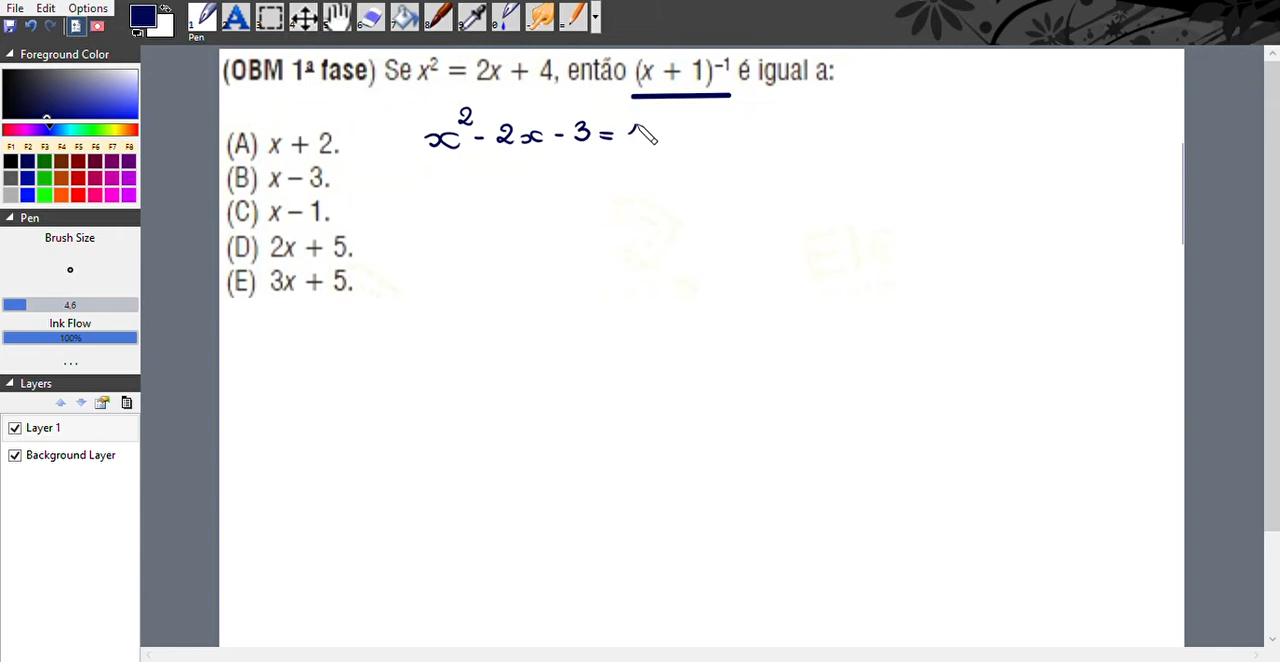 File Edit Options
Pen
Foreground Color
F1 F2 F3 F4 F5 F6 F7 F8
Pen
Brush Size
4,6
Ink Flow
100%
...
Layers
Layer 1
Background Layer
(OBM 1ª fase) Se x² = 2x + 4, então (x + 1)⁻¹ é igual a:
x² - 2x - 3 =
(A) x + 2.
(B) x – 3.
(C) x – 1.
(D) 2x + 5.
(E) 3x + 5.